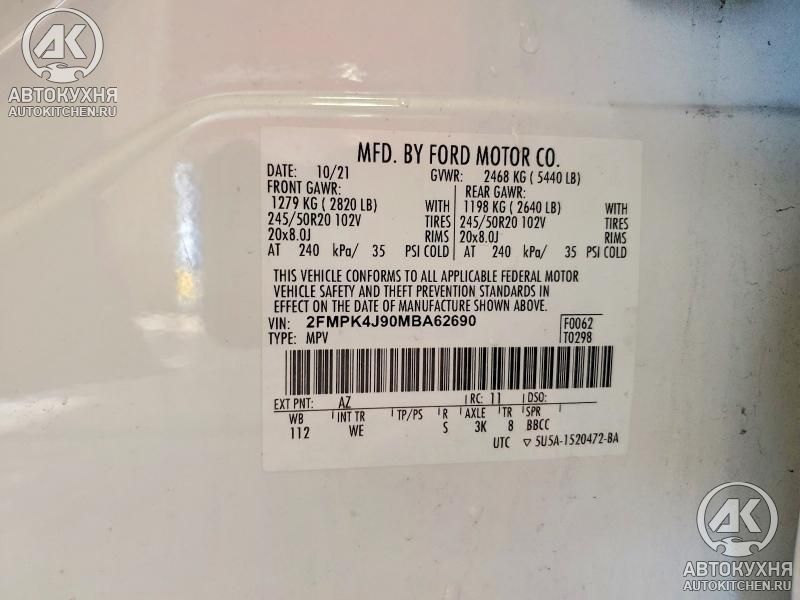 AK
АВТОКУХНЯ
AUTOKITCHEN.RU
MFD. BY FORD MOTOR CO.
DATE: 10/21 GVWR: 2468 KG ( 5440 LB)
FRONT GAWR: REAR GAWR:
1279 KG ( 2820 LB) WITH 1198 KG ( 2640 LB) WITH
245/50R20 102V TIRES 245/50R20 102V TIRES
20x8.0J RIMS 20x8.0J RIMS
AT 240 kPa/ 35 PSI COLD AT 240 kPa/ 35 PSI COLD
THIS VEHICLE CONFORMS TO ALL APPLICABLE FEDERAL MOTOR
VEHICLE SAFETY AND THEFT PREVENTION STANDARDS IN
EFFECT ON THE DATE OF MANUFACTURE SHOWN ABOVE.
VIN: 2FMPK4J90MBA62690 F0062
TYPE: MPV T0298
EXT PNT: AZ RC: 11 DSO:
WB INT TR TP/PS R AXLE TR SPR
112 WE S 3K 8 BBCC
UTC ▽ 5U5A-1520472-BA
AK
АВТОКУХНЯ
AUTOKITCHEN.RU